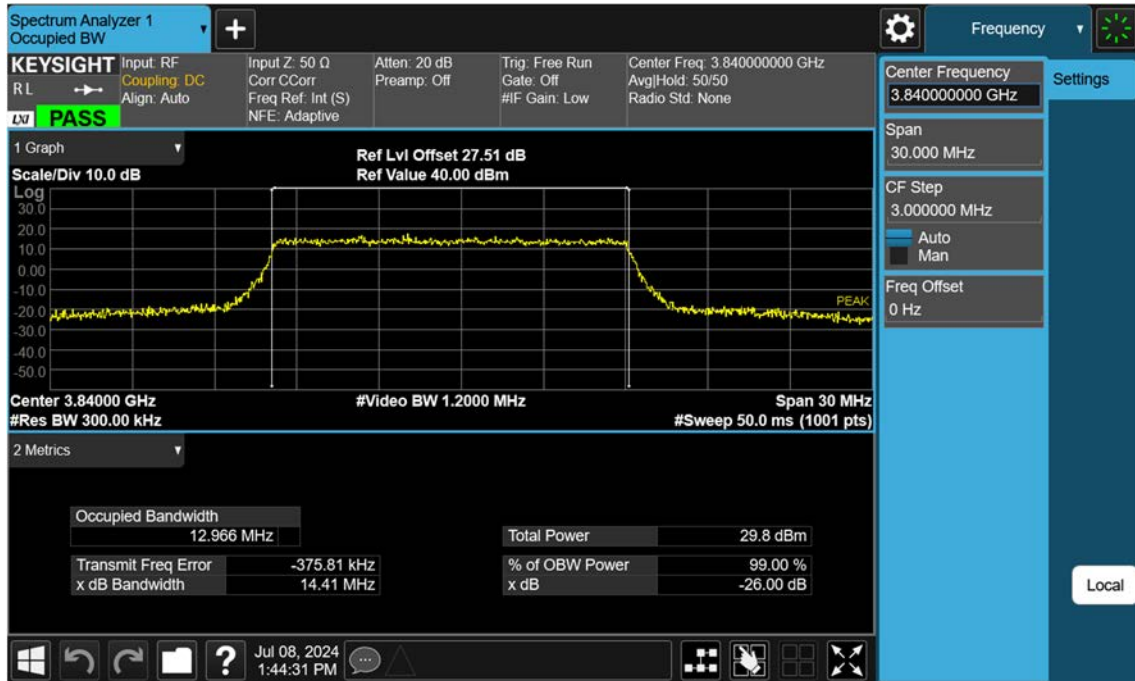 Spectrum Analyzer 1
Occupied BW
Frequency
KEYSIGHT
Input: RF
Coupling: DC
Align: Auto
Input Z: 50 Ω
Corr CCorr
Freq Ref: Int (S)
NFE: Adaptive
Atten: 20 dB
Preamp: Off
Trig: Free Run
Gate: Off
#IF Gain: Low
Center Freq: 3.840000000 GHz
Avg|Hold: 50/50
Radio Std: None
R L
LXI
PASS
Center Frequency
3.840000000 GHz
Settings
Span
30.000 MHz
CF Step
3.000000 MHz
Auto
Man
Freq Offset
0 Hz
Local
1 Graph
Ref Lvl Offset 27.51 dB
Scale/Div 10.0 dB
Ref Value 40.00 dBm
Log
30.0
20.0
10.0
0.00
-10.0
-20.0
-30.0
-40.0
-50.0
PEAK
Center 3.84000 GHz
#Video BW 1.2000 MHz
Span 30 MHz
#Res BW 300.00 kHz
#Sweep 50.0 ms (1001 pts)
2 Metrics
Occupied Bandwidth
12.966 MHz
Total Power 29.8 dBm
Transmit Freq Error -375.81 kHz
% of OBW Power 99.00 %
x dB Bandwidth 14.41 MHz
x dB -26.00 dB
?
Jul 08, 2024
1:44:31 PM